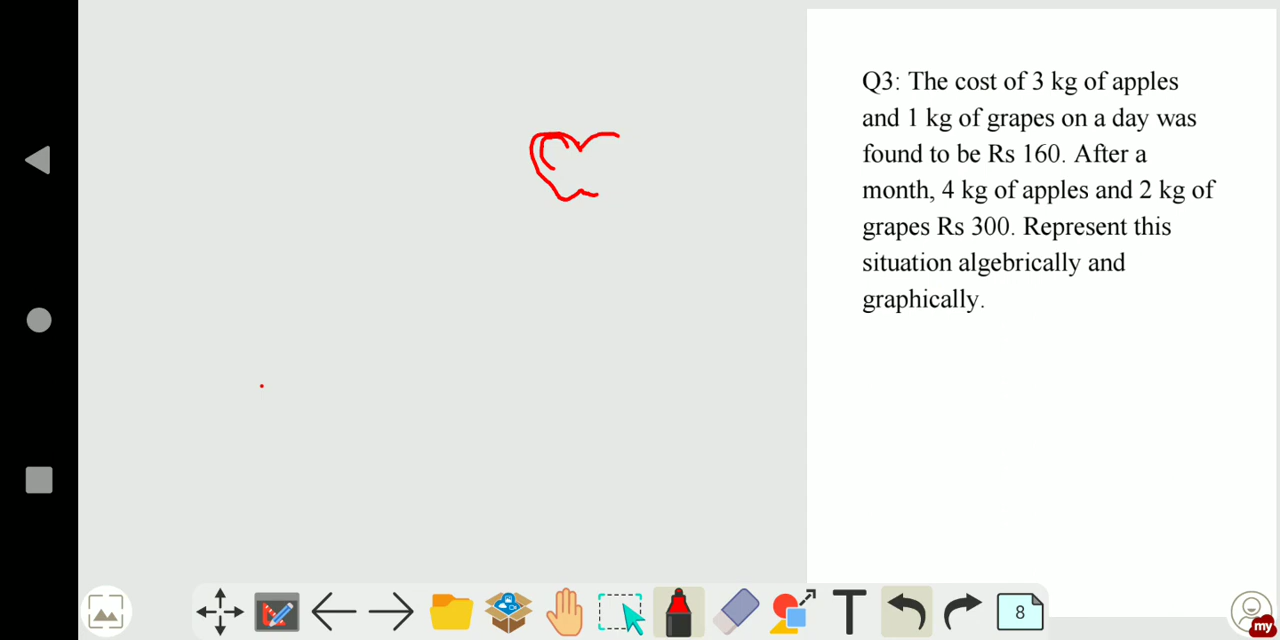 Q3: The cost of 3 kg of apples
and 1 kg of grapes on a day was
found to be Rs 160. After a
month, 4 kg of apples and 2 kg of
grapes Rs 300. Represent this
situation algebrically and
graphically.
T
8
my